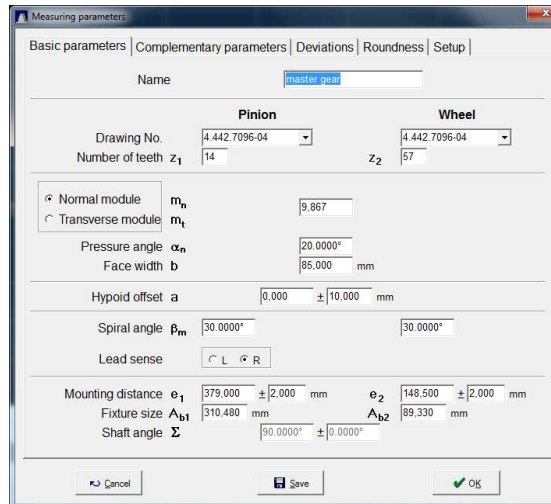 Measuring parameters
Basic parameters Complementary parameters Deviations Roundness Setup
Name master gear
Pinion Wheel
Drawing No. 4.442.7096-04 4.442.7096-04
Number of teeth z1 14 z2 57
Normal module mn 9,867
Transverse module mt
Pressure angle αn 20.0000°
Face width b 85,000 mm
Hypoid offset a 0,000 ± 10,000 mm
Spiral angle βm 30.0000° 30.0000°
Lead sense L R
Mounting distance e1 379,000 ± 2,000 mm e2 148,500 ± 2,000 mm
Fixture size Ab1 310,480 mm Ab2 89,330 mm
Shaft angle Σ 90.0000° ± 0.0000°
Cancel Save OK